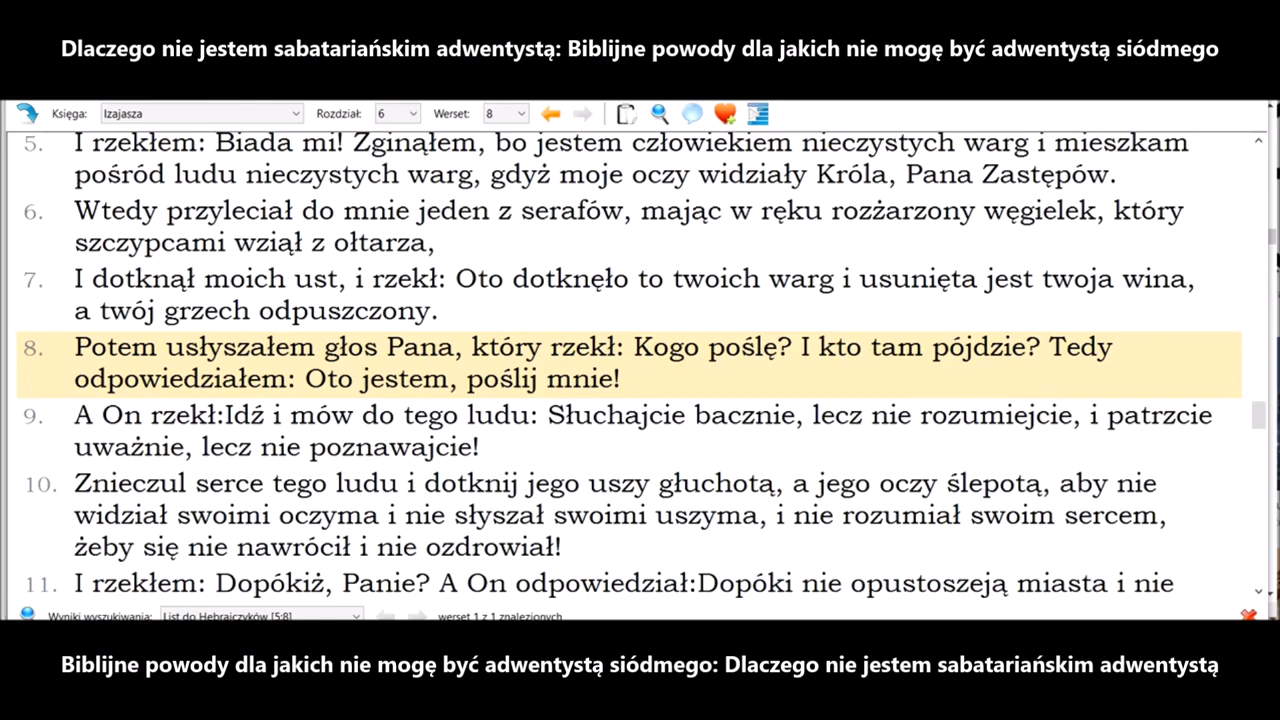 Dlaczego nie jestem sabatariańskim adwentystą: Biblijne powody dla jakich nie mogę być adwentystą siódmego
Księga: Izajasza Rozdział: 6 Werset: 8
5. I rzekłem: Biada mi! Zginąłem, bo jestem człowiekiem nieczystych warg i mieszkam
pośród ludu nieczystych warg, gdyż moje oczy widziały Króla, Pana Zastępów.
6. Wtedy przyleciał do mnie jeden z serafów, mając w ręku rozżarzony węgielek, który
szczypcami wziął z ołtarza,
7. I dotknął moich ust, i rzekł: Oto dotknęło to twoich warg i usunięta jest twoja wina,
a twój grzech odpuszczony.
8. Potem usłyszałem głos Pana, który rzekł: Kogo poślę? I kto tam pójdzie? Tedy
odpowiedziałem: Oto jestem, poślij mnie!
9. A On rzekł:Idź i mów do tego ludu: Słuchajcie bacznie, lecz nie rozumiejcie, i patrzcie
uważnie, lecz nie poznawajcie!
10. Znieczul serce tego ludu i dotknij jego uszy głuchotą, a jego oczy ślepotą, aby nie
widział swoimi oczyma i nie słyszał swoimi uszyma, i nie rozumiał swoim sercem,
żeby się nie nawrócił i nie ozdrowiał!
11. I rzekłem: Dopókiż, Panie? A On odpowiedział:Dopóki nie opustoszeją miasta i nie
Wyniki wyszukiwania: List do Hebrajczyków [5:8] werset 1 z 1 znalezionych
Biblijne powody dla jakich nie mogę być adwentystą siódmego: Dlaczego nie jestem sabatariańskim adwentystą